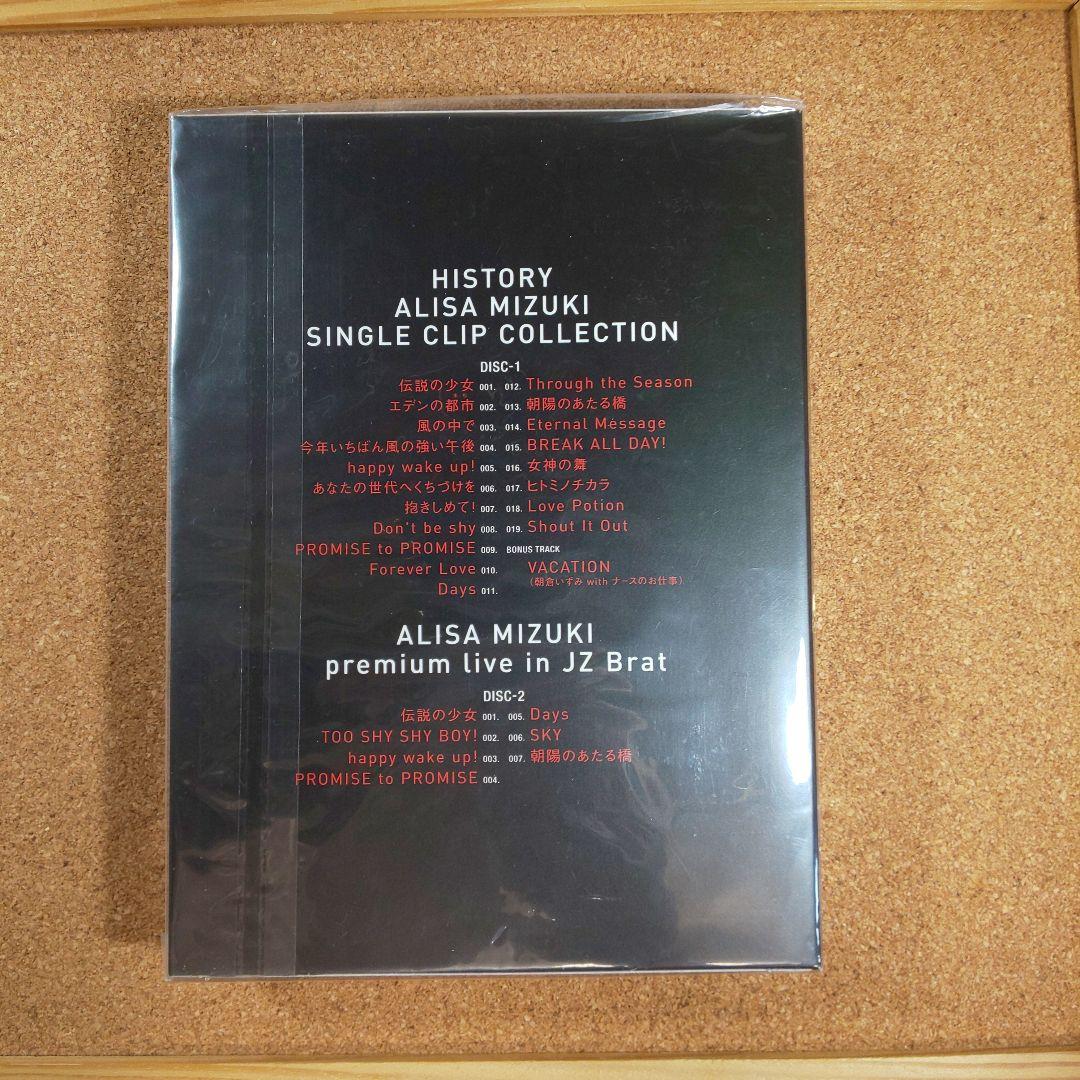 HISTORY
ALISA MIZUKI
SINGLE CLIP COLLECTION
DISC-1
伝説の少女 001. 012. Through the Season
エデンの都市 002. 013. 朝陽のあたる橋
風の中で 003. 014. Eternal Message
今年いちばん風の強い午後 004. 015. BREAK ALL DAY!
happy wake up! 005. 016. 女神の舞
あなたの世代へくちづけを 006. 017. ヒトミノチカラ
抱きしめて! 007. 018. Love Potion
Don't be shy 008. 019. Shout It Out
PROMISE to PROMISE 009. BONUS TRACK
Forever Love 010. VACATION
(朝倉いずみ with ナースのお仕事)
Days 011.
ALISA MIZUKI
premium live in JZ Brat
DISC-2
伝説の少女 001. 005. Days
TOO SHY SHY BOY! 002. 006. SKY
happy wake up! 003. 007. 朝陽のあたる橋
PROMISE to PROMISE 004.